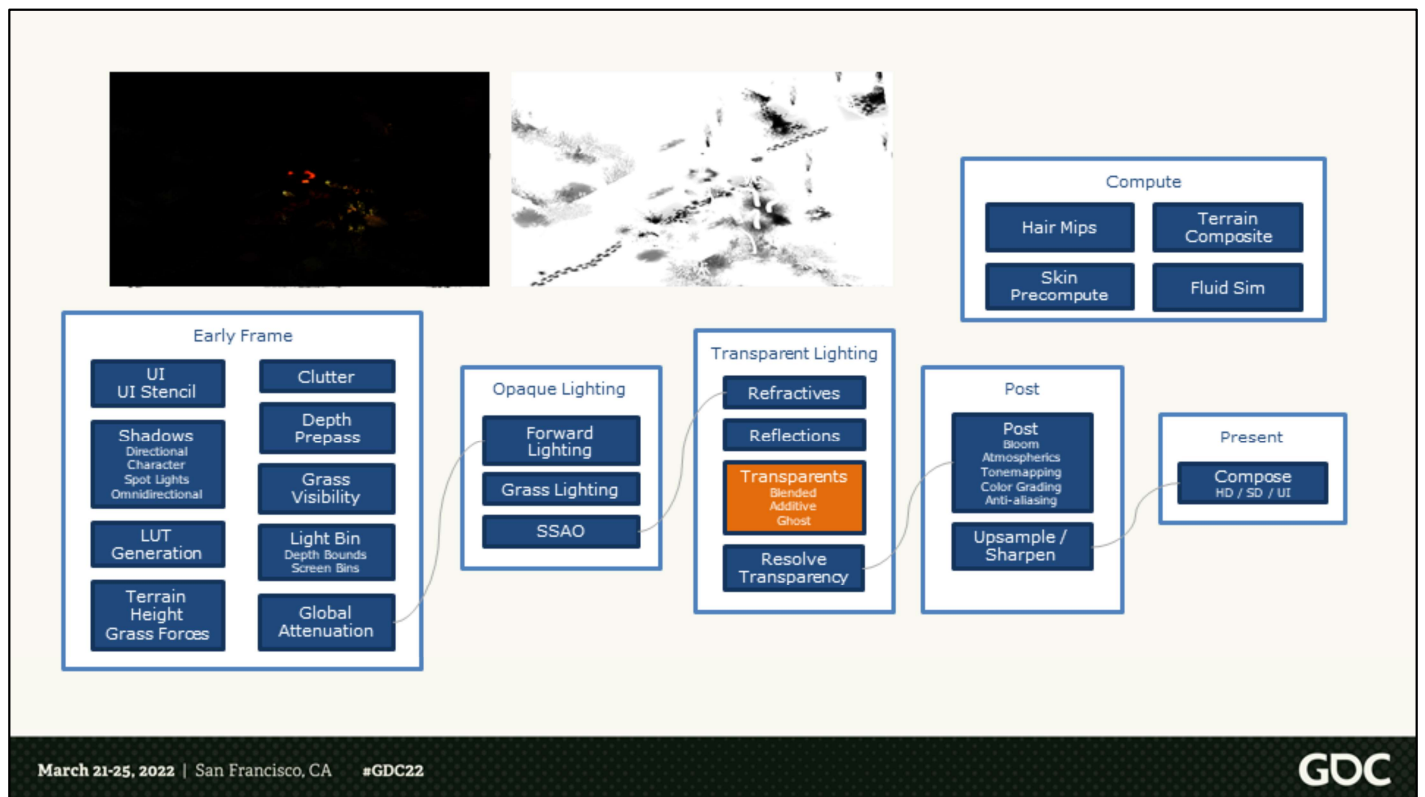 Compute
Hair Mips
Terrain
Composite
Skin
Precompute
Fluid Sim
Early Frame
UI
UI Stencil
Shadows
Directional
Character
Spot Lights
Omnidirectional
LUT
Generation
Terrain
Height
Grass Forces
Clutter
Depth
Prepass
Grass
Visibility
Light Bin
Depth Bounds
Screen Bins
Global
Attenuation
Opaque Lighting
Forward
Lighting
Grass Lighting
SSAO
Transparent Lighting
Refractives
Reflections
Transparents
Blended
Additive
Ghost
Resolve
Transparency
Post
Post
Bloom
Atmospherics
Tonemapping
Color Grading
Anti-aliasing
Upsample /
Sharpen
Present
Compose
HD / SD / UI
March 21-25, 2022 | San Francisco, CA #GDC22
GDC